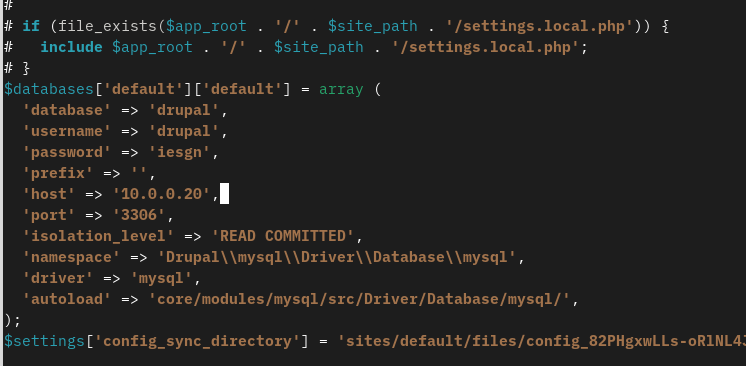 #
# if (file_exists($app_root . '/' . $site_path . '/settings.local.php')) {
#   include $app_root . '/' . $site_path . '/settings.local.php';
# }
$databases['default']['default'] = array (
  'database' => 'drupal',
  'username' => 'drupal',
  'password' => 'iesgn',
  'prefix' => '',
  'host' => '10.0.0.20',
  'port' => '3306',
  'isolation_level' => 'READ COMMITTED',
  'namespace' => 'Drupal\\mysql\\Driver\\Database\\mysql',
  'driver' => 'mysql',
  'autoload' => 'core/modules/mysql/src/Driver/Database/mysql/',
);
$settings['config_sync_directory'] = 'sites/default/files/config_82PHgxwLLs-oRlNL4J